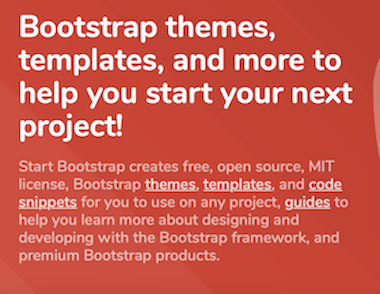 Bootstrap themes,
templates, and more to
help you start your next
project!
Start Bootstrap creates free, open source, MIT
license, Bootstrap themes, templates, and code
snippets for you to use on any project, guides to
help you learn more about designing and
developing with the Bootstrap framework, and
premium Bootstrap products.